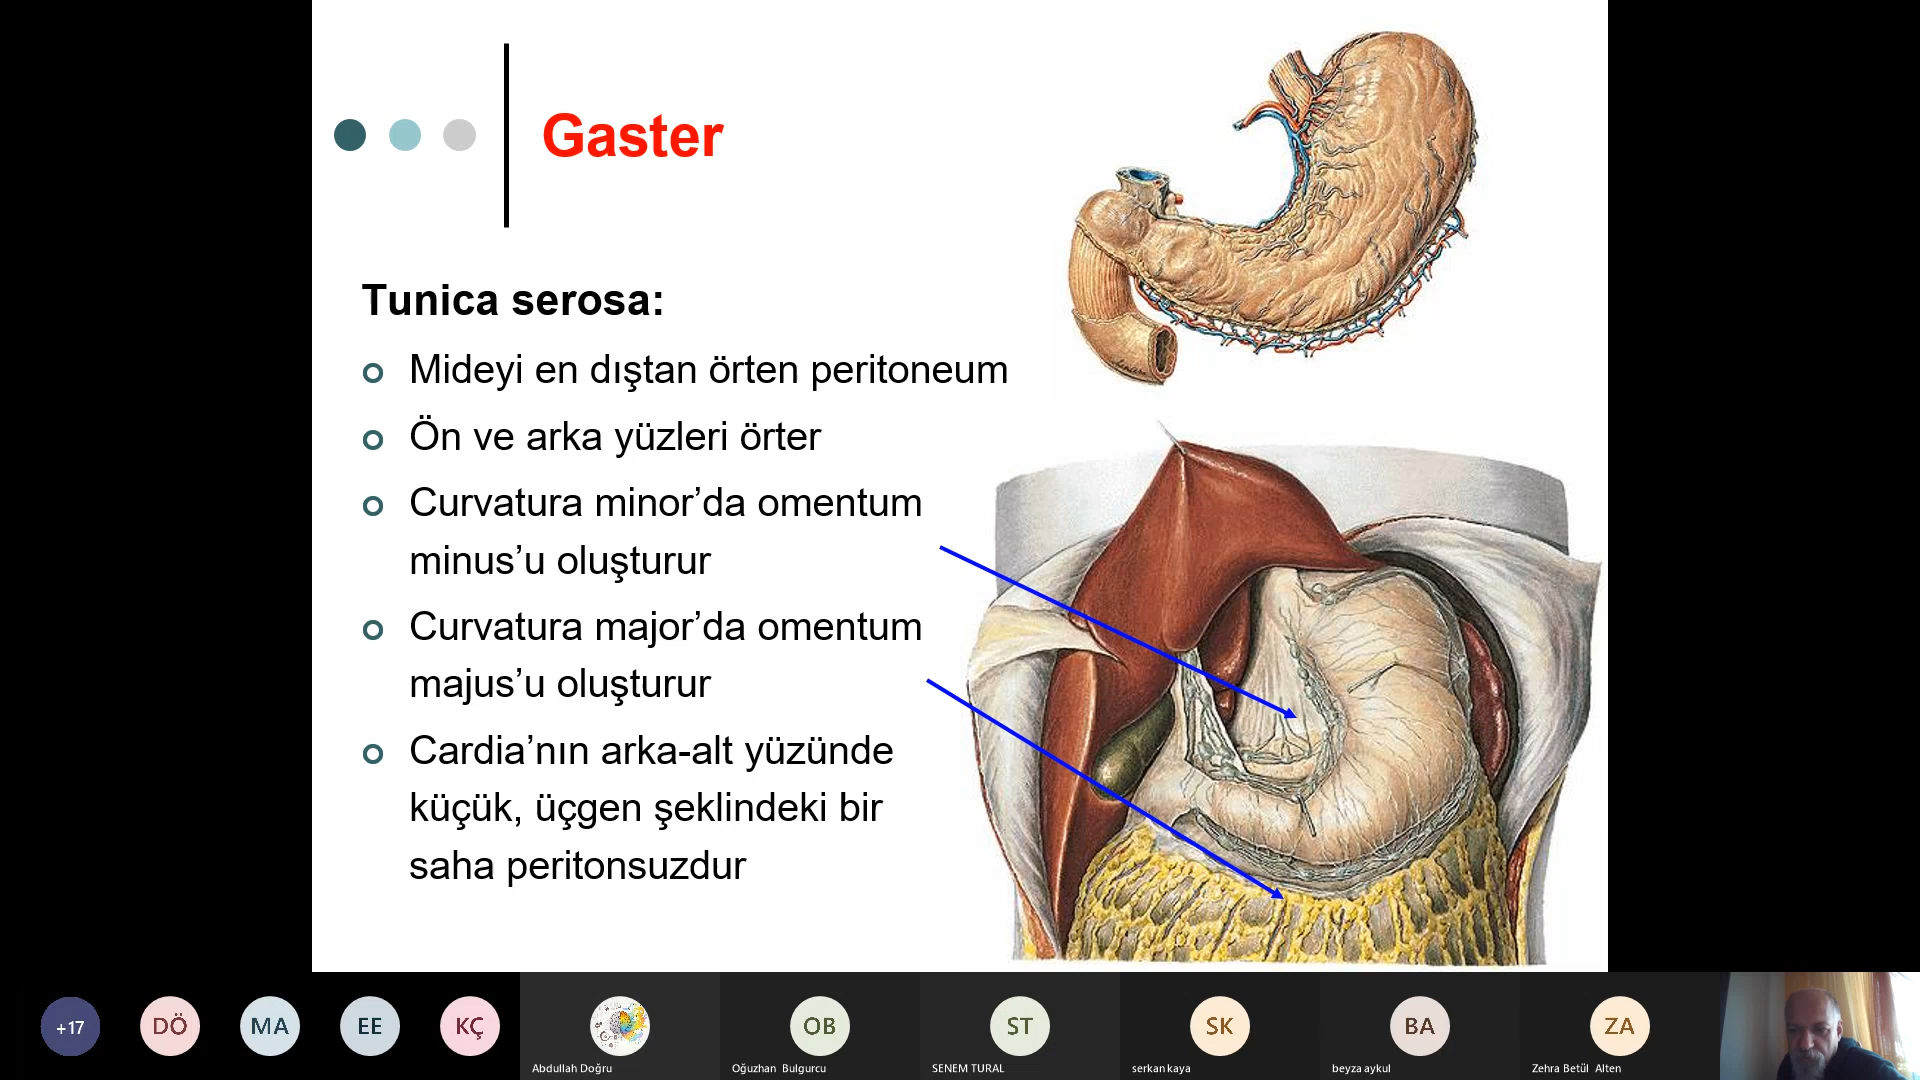 Gaster
Tunica serosa:
Mideyi en dıştan örten peritoneum
Ön ve arka yüzleri örter
Curvatura minor’da omentum
minus’u oluşturur
Curvatura major’da omentum
majus’u oluşturur
Cardia’nın arka-alt yüzünde
küçük, üçgen şeklindeki bir
saha peritonsuzdur
+17
DÖ
MA
EE
KÇ
Abdullah Doğru
OB
Oğuzhan Bulgurcu
ST
SENEM TURAL
SK
serkan kaya
BA
beyza aykul
ZA
Zehra Betül Alten